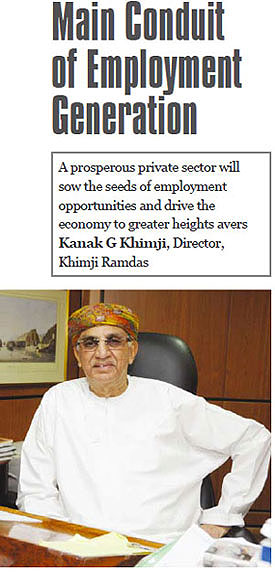 Main Conduit
of Employment
Generation
A prosperous private sector will
sow the seeds of employment
opportunities and drive the
economy to greater heights avers
Kanak G Khimji, Director,
Khimji Ramdas